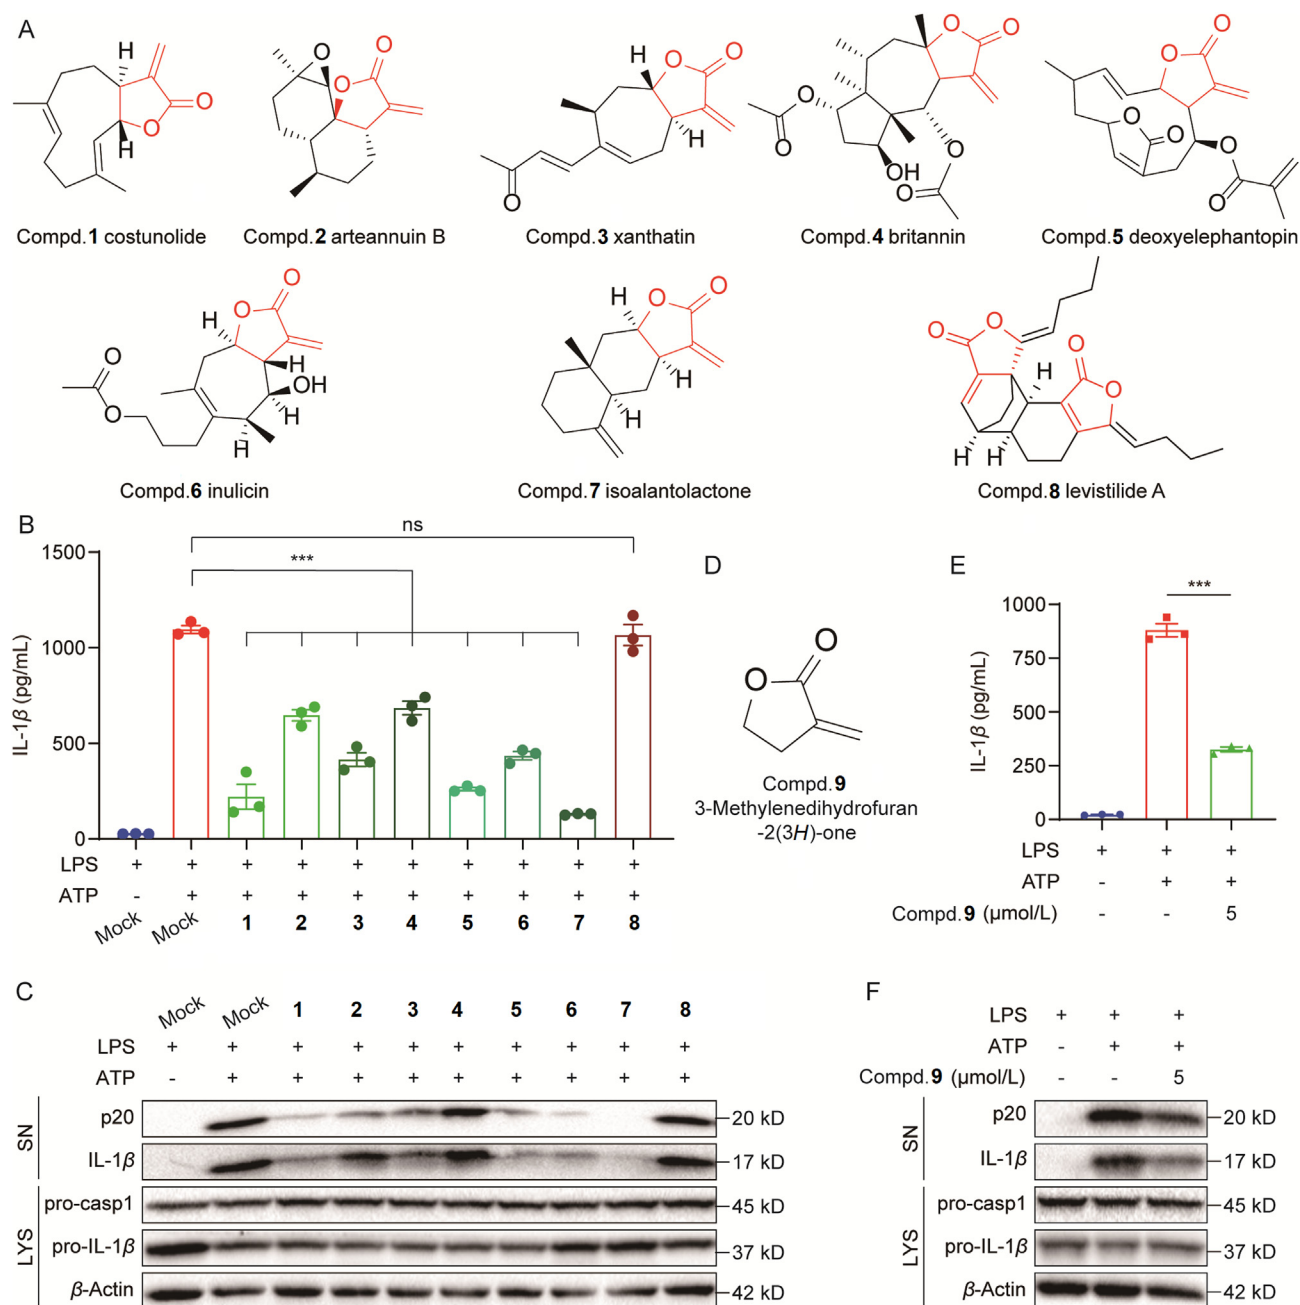 A
H
H
O
O
Compd.1 costunolide
O
O
O
Compd.2 arteannuin B
H
O
O
H
O
Compd.3 xanthatin
O
O
O
O
OH
O
O
Compd.4 britannin
O
O
O
O
O
O
Compd.5 deoxyelephantopin
O
O
H
H
OH
H
H
O
O
Compd.6 inulicin
H
O
O
H
H
Compd.7 isoalantolactone
O
O
H
O
O
H
H
Compd.8 levistilide A
B
IL-1β (pg/mL)
1500
1000
500
0
ns
***
LPS + + + + + + + + + +
ATP - + + + + + + + + +
Mock Mock 1 2 3 4 5 6 7 8
D
O
O
Compd.9
3-Methylenedihydrofuran
-2(3H)-one
E
IL-1β (pg/mL)
1000
750
500
250
0
***
LPS + + +
ATP - + +
Compd.9 (μmol/L) - - 5
C
Mock Mock 1 2 3 4 5 6 7 8
LPS + + + + + + + + + +
ATP - + + + + + + + + +
SN
p20 20 kD
IL-1β 17 kD
LYS
pro-casp1 45 kD
pro-IL-1β 37 kD
β-Actin 42 kD
F
LPS + + +
ATP - + +
Compd.9 (μmol/L) - - 5
SN
p20 20 kD
IL-1β 17 kD
LYS
pro-casp1 45 kD
pro-IL-1β 37 kD
β-Actin 42 kD